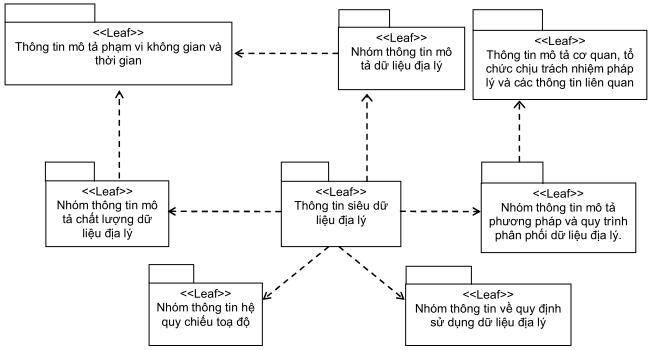 <<Leaf>>
Thông tin mô tả phạm vi không gian và
thời gian
<<Leaf>>
Nhóm thông tin mô
tả dữ liệu địa lý
<<Leaf>>
Thông tin mô tả cơ quan, tổ
chức chịu trách nhiệm pháp
lý và các thông tin liên quan
<<Leaf>>
Nhóm thông tin mô
tả chất lượng dữ
liệu địa lý
<<Leaf>>
Thông tin siêu dữ
liệu địa lý
<<Leaf>>
Nhóm thông tin mô tả
phương pháp và quy trình
phân phối dữ liệu địa lý.
<<Leaf>>
Nhóm thông tin hệ
quy chiếu toạ độ
<<Leaf>>
Nhóm thông tin về quy định
sử dụng dữ liệu địa lý